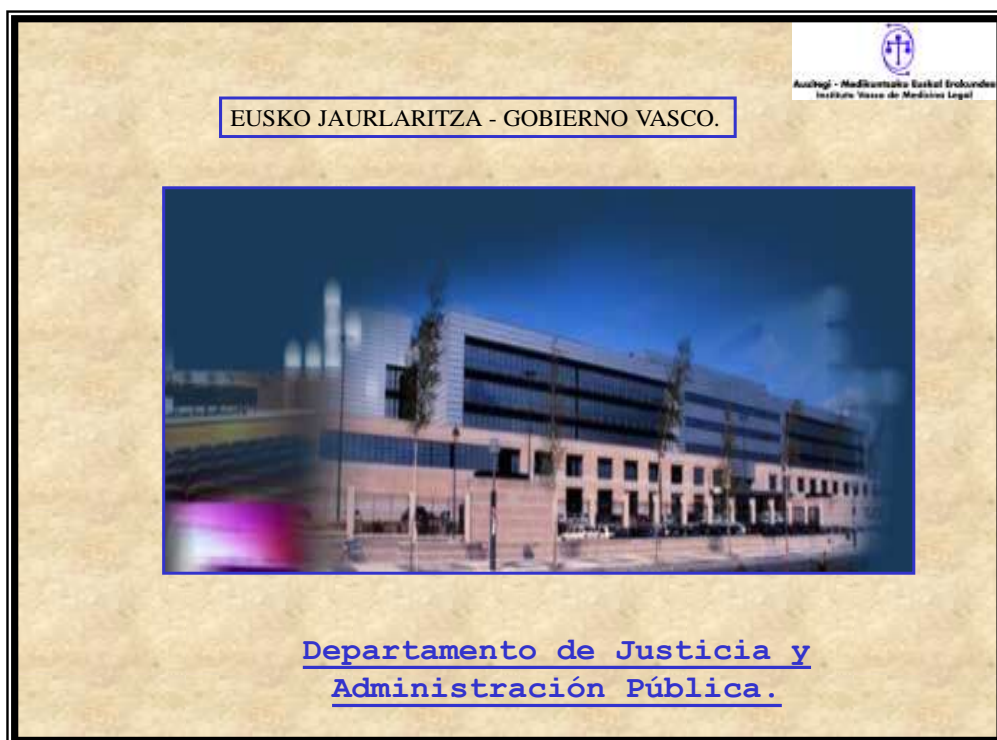 Auzitegi - Medikuntzako Euskal Erakundea
Instituto Vasco de Medicina Legal
EUSKO JAURLARITZA - GOBIERNO VASCO.
Departamento de Justicia y
Administración Pública.